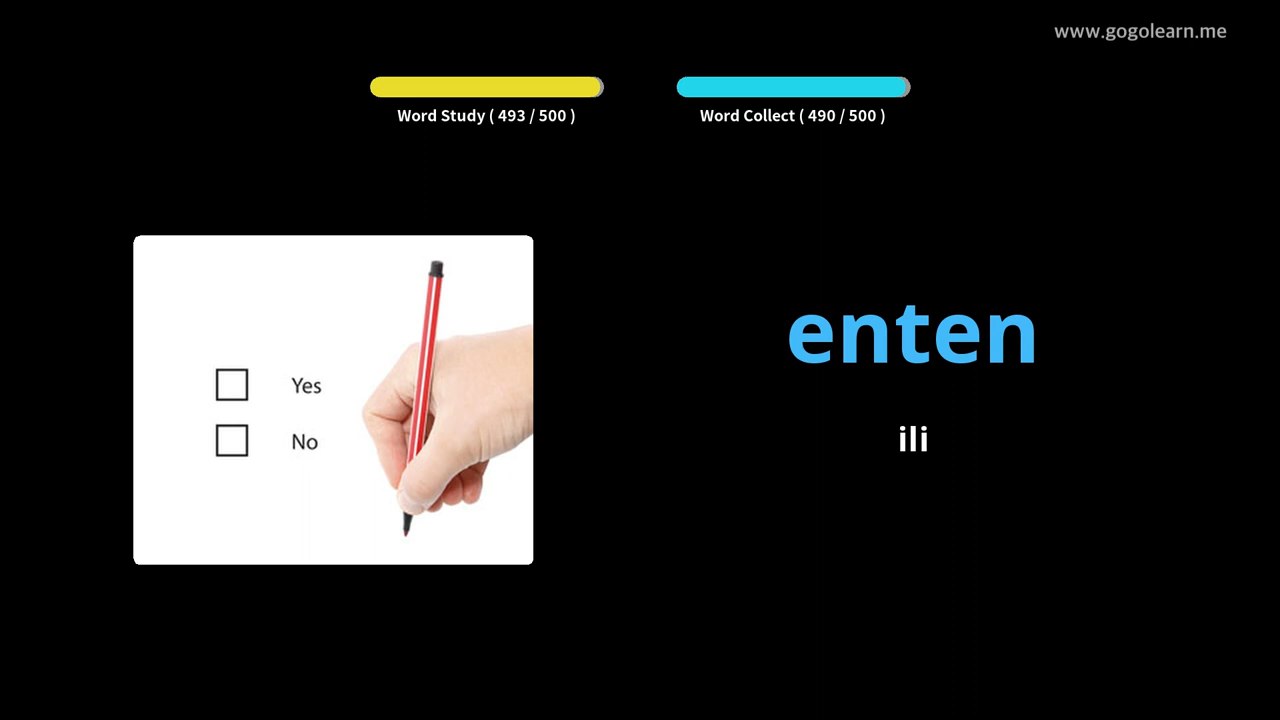 www.gogolearn.me
Word Study ( 493 / 500 )
Word Collect ( 490 / 500 )
Yes
No
enten
ili